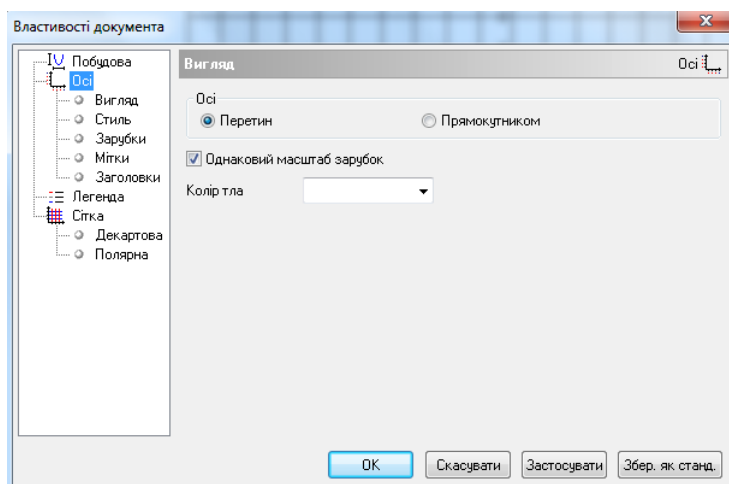 Властивості документа
Побудова
Осі
Вигляд
Стиль
Зарубки
Мітки
Заголовки
Легенда
Сітка
Декартова
Полярна
Вигляд
Осі
Осі
Перетин
Прямокутником
Однаковий масштаб зарубок
Колір тла
OK
Скасувати
Застосувати
Збер. як станд.